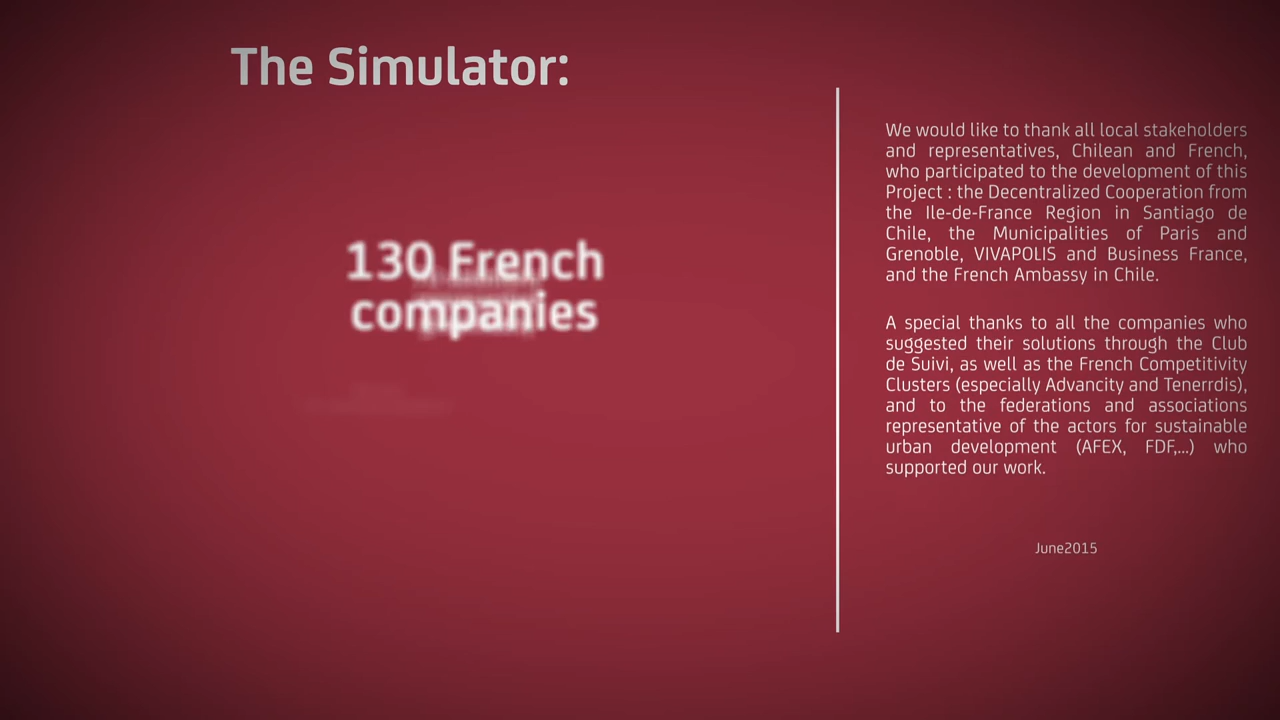 The Simulator:
130 French
companies
We would like to thank all local stakeholders
and representatives, Chilean and French,
who participated to the development of this
Project : the Decentralized Cooperation from
the Ile-de-France Region in Santiago de
Chile, the Municipalities of Paris and
Grenoble, VIVAPOLIS and Business France,
and the French Ambassy in Chile.
A special thanks to all the companies who
suggested their solutions through the Club
de Suivi, as well as the French Competitivity
Clusters (especially Advancity and Tenerrdis),
and to the federations and associations
representative of the actors for sustainable
urban development (AFEX, FDF,...) who
supported our work.
June2015